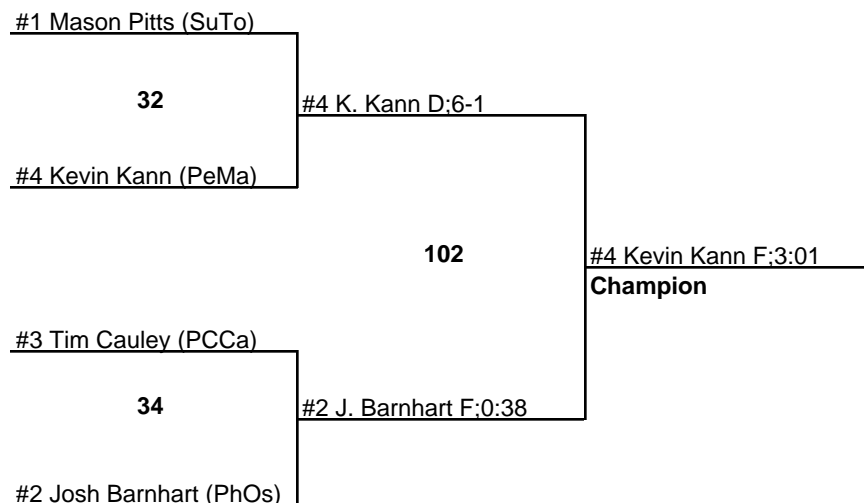 #1 Mason Pitts (SuTo)
32
#4 K. Kann D;6-1
#4 Kevin Kann (PeMa)
102
#4 Kevin Kann F;3:01
Champion
#3 Tim Cauley (PCCa)
34
#2 J. Barnhart F;0:38
#2 Josh Barnhart (PhOs)